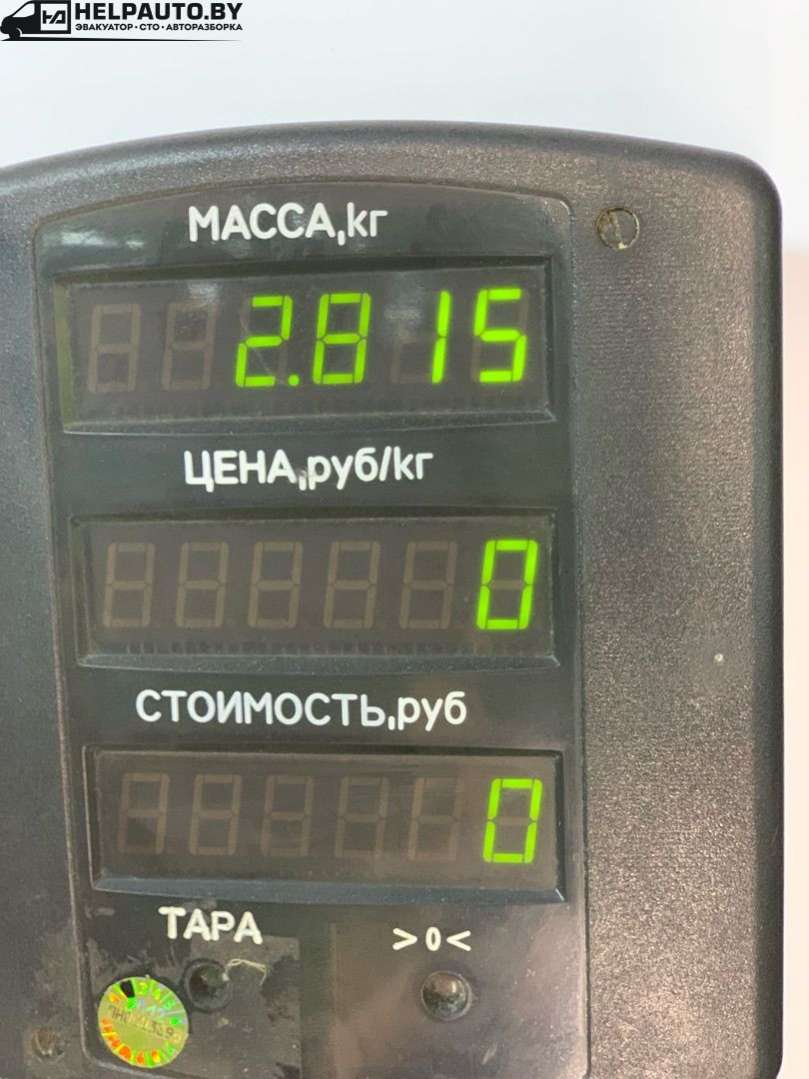 HELPAUTO.BY
ЭВАКУАТОР • СТО • АВТОРАЗБОРКА
МАССА,кг
2.815
ЦЕНА,руб/кг
0
СТОИМОСТЬ,руб
0
ТАРА >0<